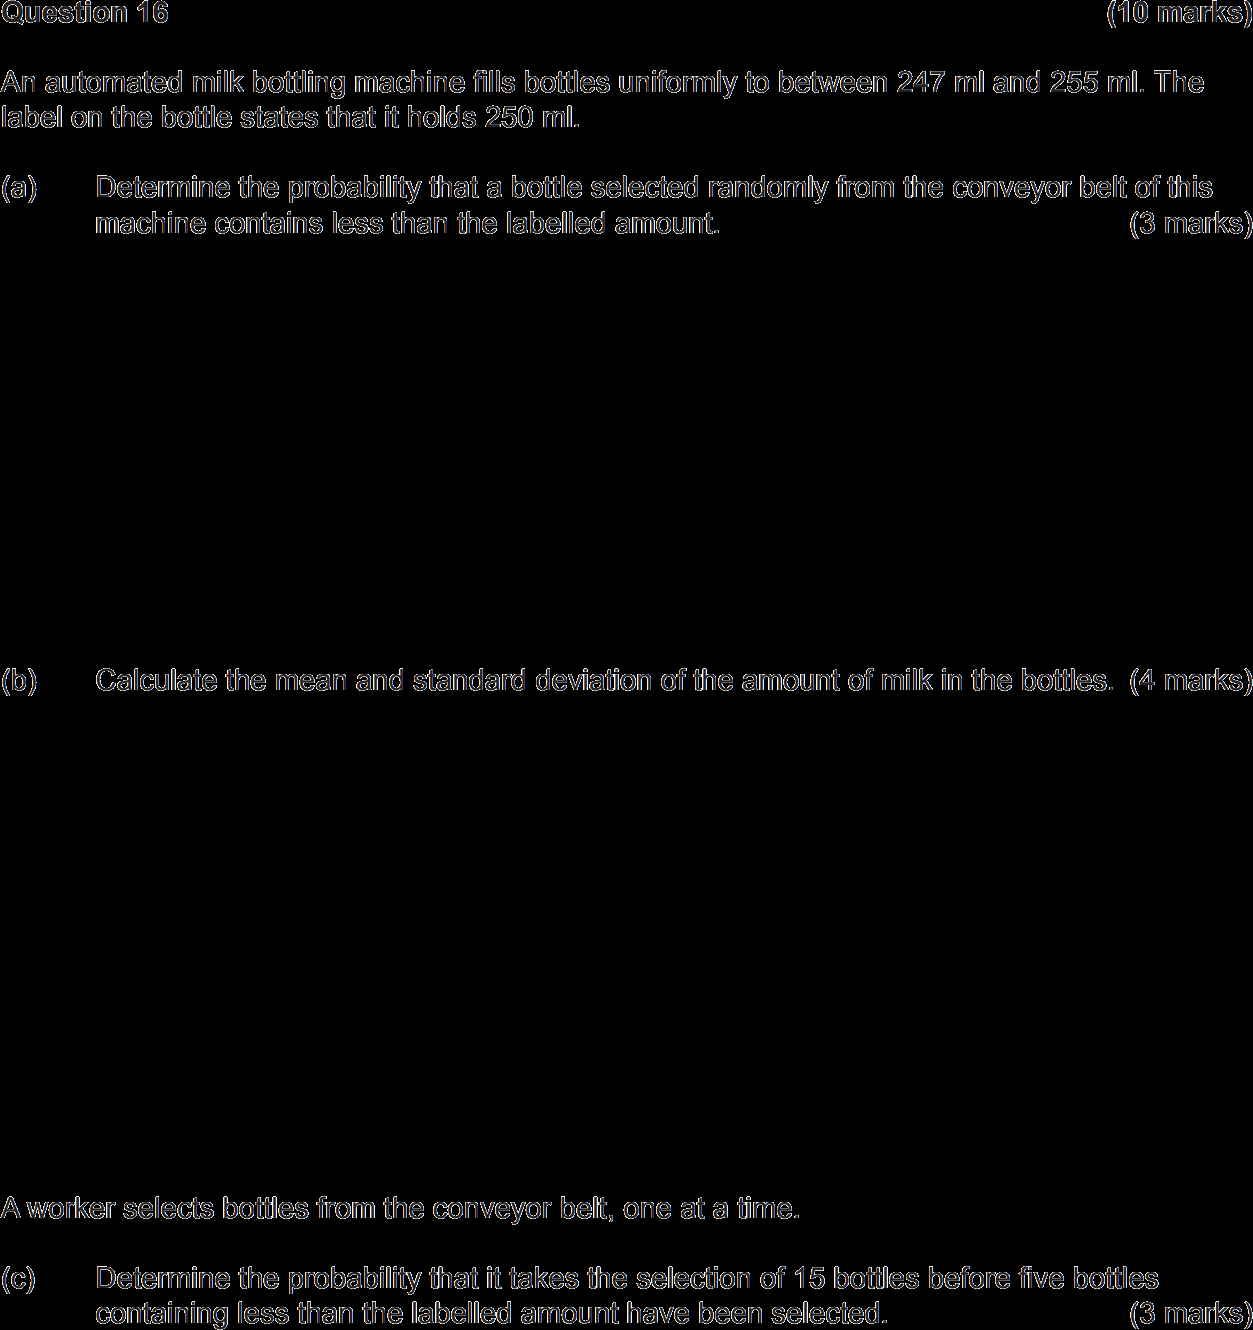 Question 16 (10 marks)
An automated milk bottling machine fills bottles uniformly to between 247 ml and 255 ml. The
label on the bottle states that it holds 250 ml.
(a) Determine the probability that a bottle selected randomly from the conveyor belt of this
machine contains less than the labelled amount. (3 marks)
(b) Calculate the mean and standard deviation of the amount of milk in the bottles. (4 marks)
A worker selects bottles from the conveyor belt, one at a time.
(c) Determine the probability that it takes the selection of 15 bottles before five bottles
containing less than the labelled amount have been selected. (3 marks)